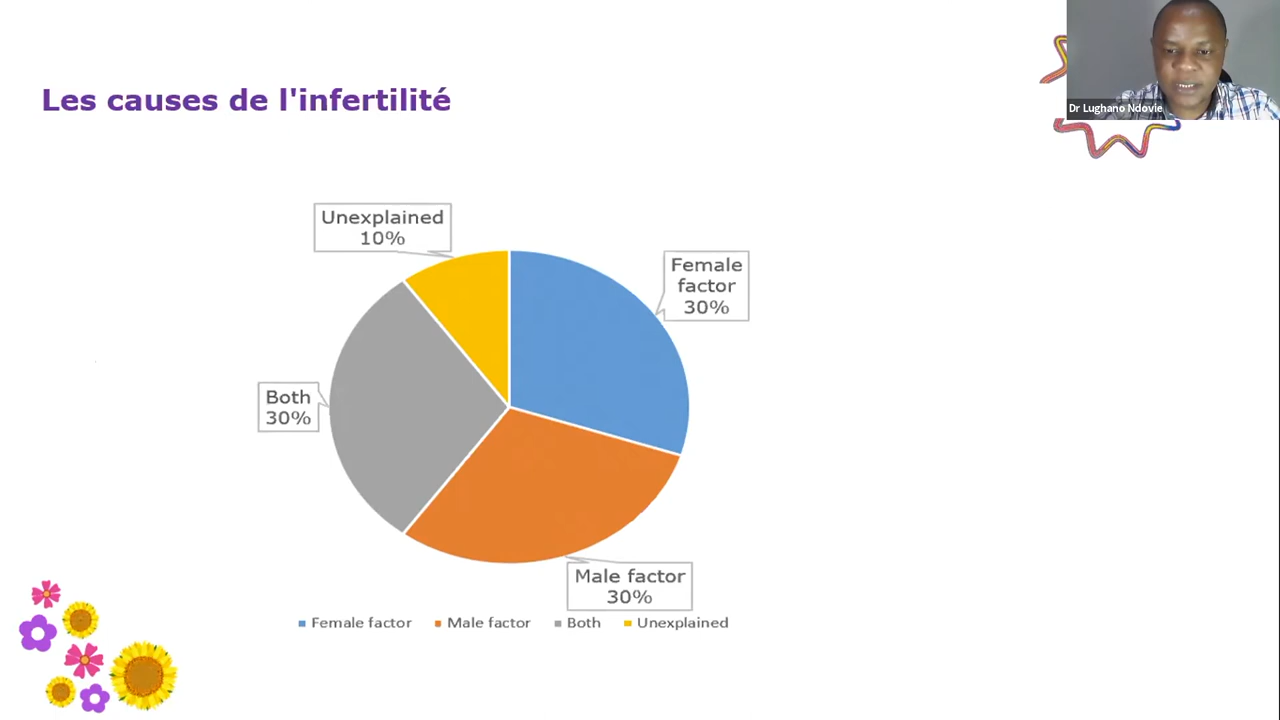 Les causes de l'infertilité
Dr Lughano Ndovie
Unexplained
10%
Female
factor
30%
Both
30%
Male factor
30%
Female factor
Male factor
Both
Unexplained